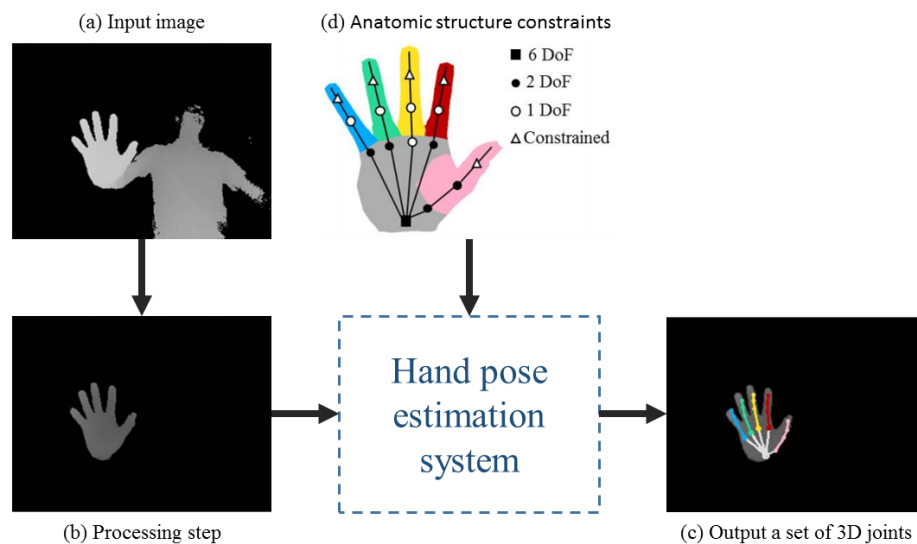 (a) Input image
(d) Anatomic structure constraints
6 DoF
2 DoF
1 DoF
Constrained
Hand pose
estimation
system
(b) Processing step
(c) Output a set of 3D joints